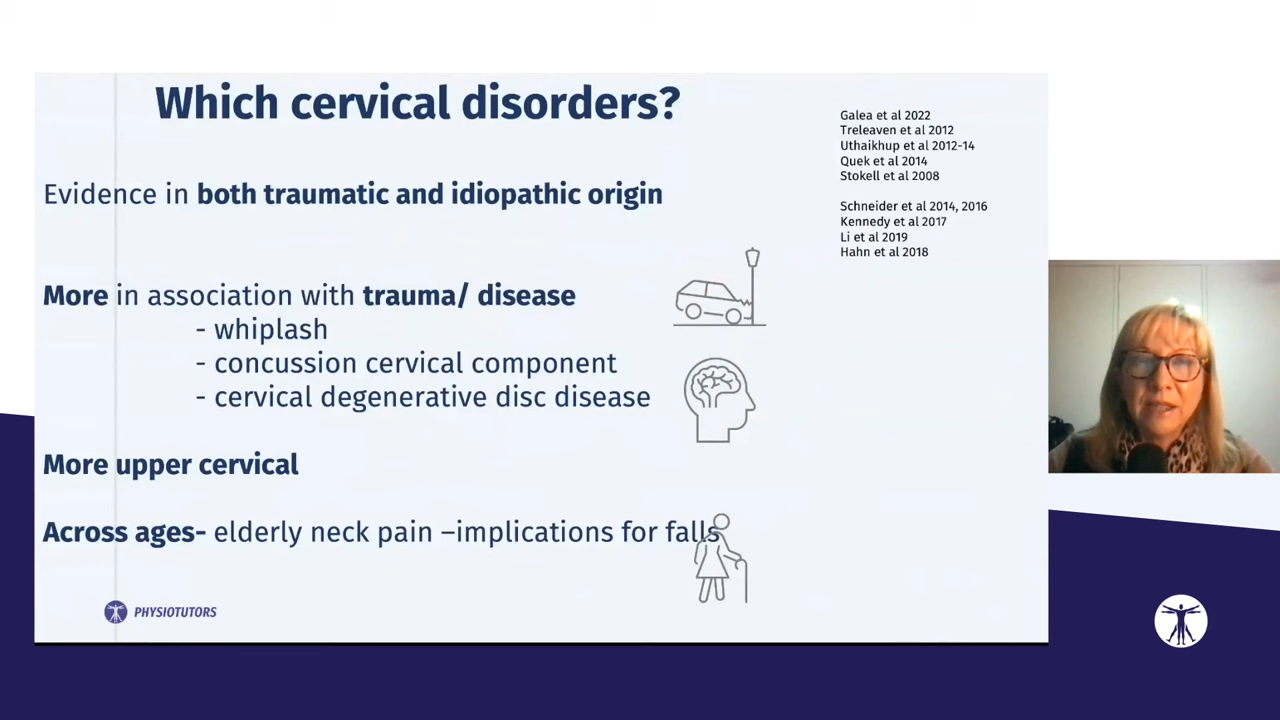 Which cervical disorders?
Galea et al 2022
Treleaven et al 2012
Uthaikhup et al 2012-14
Quek et al 2014
Stokell et al 2008
Schneider et al 2014, 2016
Kennedy et al 2017
Li et al 2019
Hahn et al 2018
Evidence in both traumatic and idiopathic origin
More in association with trauma/ disease
- whiplash
- concussion cervical component
- cervical degenerative disc disease
More upper cervical
Across ages- elderly neck pain –implications for falls
PHYSIOTUTORS